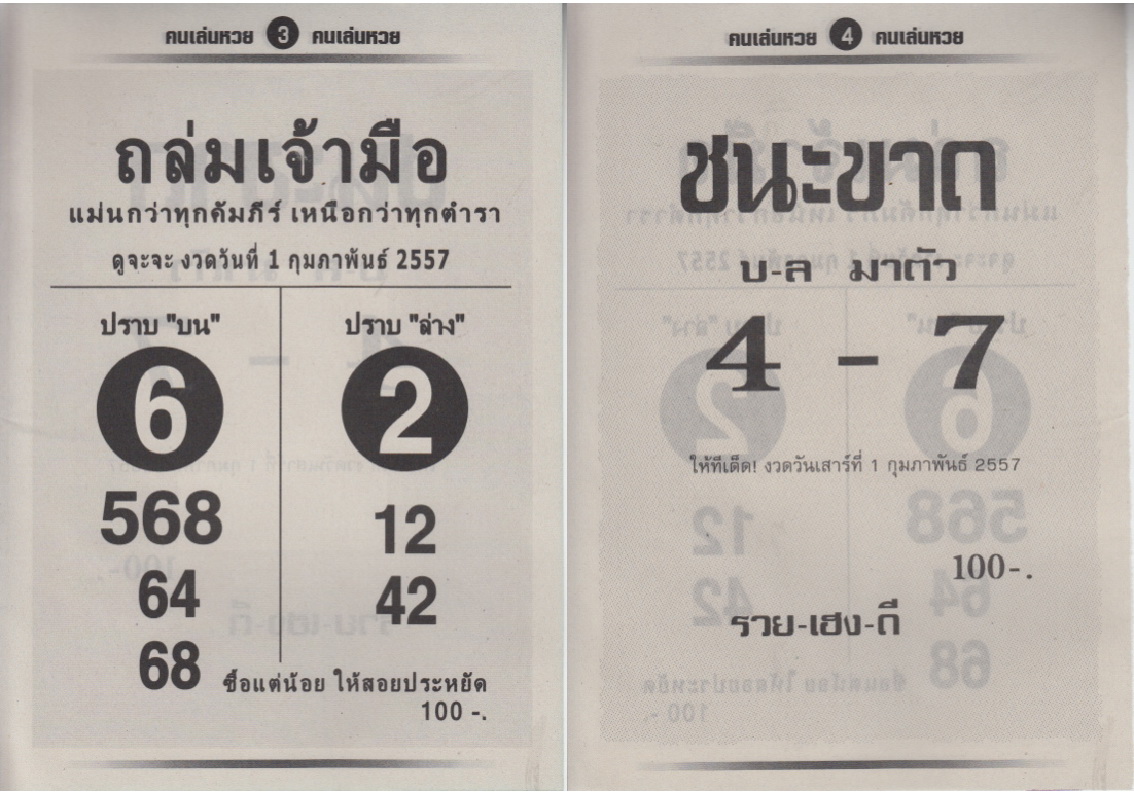 คนเล่นหวย 3 คนเล่นหวย
ถล่มเจ้ามือ
แม่นกว่าทุกคัมภีร์ เหนือกว่าทุกตำรา
ดูจะจะ งวดวันที่ 1 กุมภาพันธ์ 2557
ปราบ "บน"
6
568
64
68
ปราบ "ล่าง"
2
12
42
ซื้อแต่น้อย ให้สอยประหยัด
100 -.
คนเล่นหวย 4 คนเล่นหวย
ชนะขาด
บ-ล มาตัว
4 - 7
ให้ทีเด็ด! งวดวันเสาร์ที่ 1 กุมภาพันธ์ 2557
100-.
รวย-เฮง-ดี